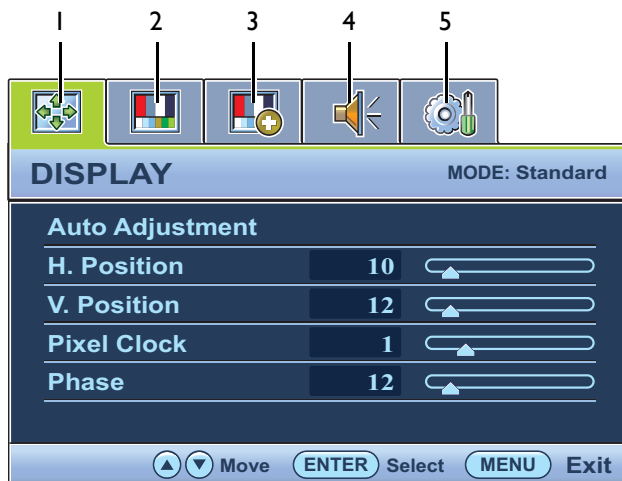 1 2 3 4 5
DISPLAY MODE: Standard
Auto Adjustment
H. Position 10
V. Position 12
Pixel Clock 1
Phase 12
Move ENTER Select MENU Exit